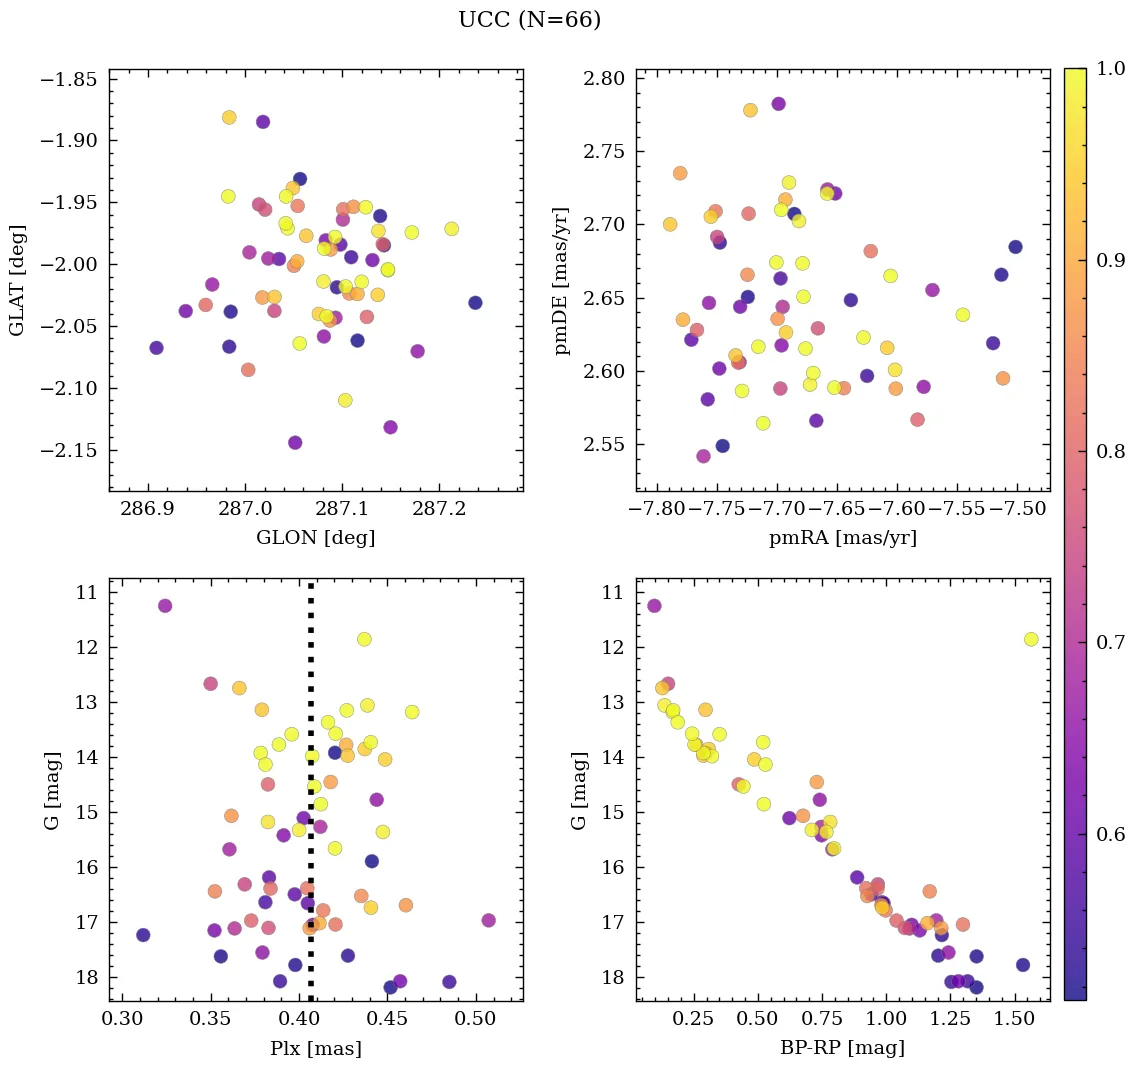 UCC (N=66)
−1.85
−1.90
−1.95
−2.00
−2.05
−2.10
−2.15
GLAT [deg]
286.9 287.0 287.1 287.2
GLON [deg]
2.80
2.75
2.70
2.65
2.60
2.55
pmDE [mas/yr]
−7.80 −7.75 −7.70 −7.65 −7.60 −7.55 −7.50
pmRA [mas/yr]
1.0
0.9
0.8
0.7
0.6
11
12
13
14
15
16
17
18
G [mag]
0.30 0.35 0.40 0.45 0.50
Plx [mas]
11
12
13
14
15
16
17
18
G [mag]
0.25 0.50 0.75 1.00 1.25 1.50
BP-RP [mag]